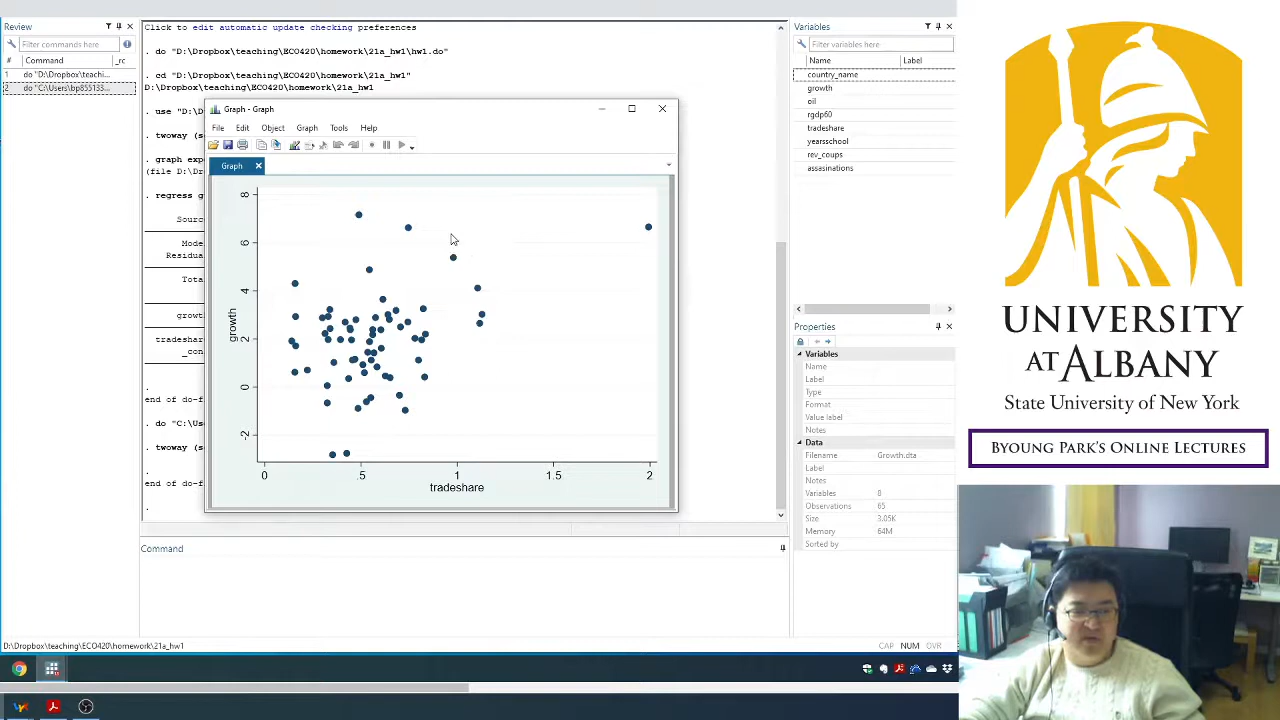 Review
Filter commands here
# Command _rc
1 do "D:\Dropbox\teachi...
2 do "C:\Users\bp855133...
Click to edit automatic update checking preferences
. do "D:\Dropbox\teaching\ECO420\homework\21a_hw1\hw1.do"
. cd "D:\Dropbox\teaching\ECO420\homework\21a_hw1"
D:\Dropbox\teaching\ECO420\homework\21a_hw1
. use "D:\D
. twoway (s
. graph exp
(file D:\Dr
. regress g
Sourc
Mode
Residua
Tota
growt
tradeshar
_con
.
end of do-f
. do "C:\Us
. twoway (s
.
end of do-f
.
Graph - Graph
File Edit Object Graph Tools Help
Graph
growth
8
6
4
2
0
-2
0 .5 1 1.5 2
tradeshare
Command
Variables
Filter variables here
Name Label
country_name
growth
oil
rgdp60
tradeshare
yearsschool
rev_coups
assasinations
Properties
Variables
Name
Label
Type
Format
Value label
Notes
Data
Filename Growth.dta
Label
Notes
Variables 8
Observations 65
Size 3.05K
Memory 64M
Sorted by
D:\Dropbox\teaching\ECO420\homework\21a_hw1
CAP NUM OVR
UNIVERSITY
AT ALBANY
State University of New York
Byoung Park's Online Lectures